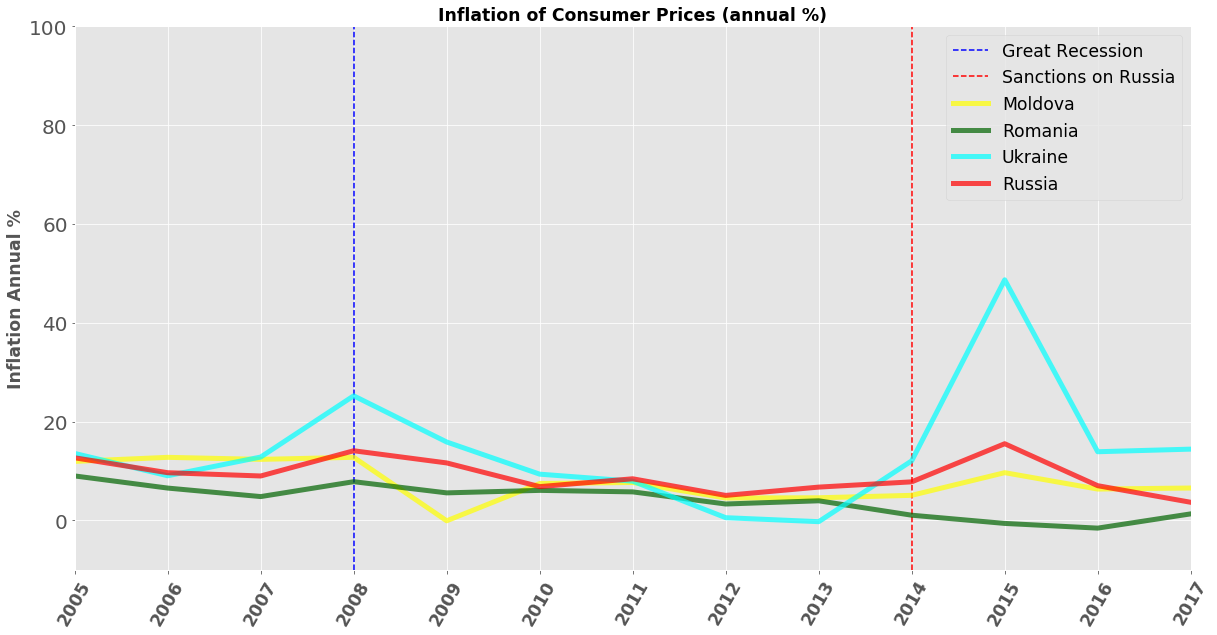 Inflation of Consumer Prices (annual %)
Great Recession
Sanctions on Russia
Moldova
Romania
Ukraine
Russia
Inflation Annual %
100
80
60
40
20
0
2005
2006
2007
2008
2009
2010
2011
2012
2013
2014
2015
2016
2017